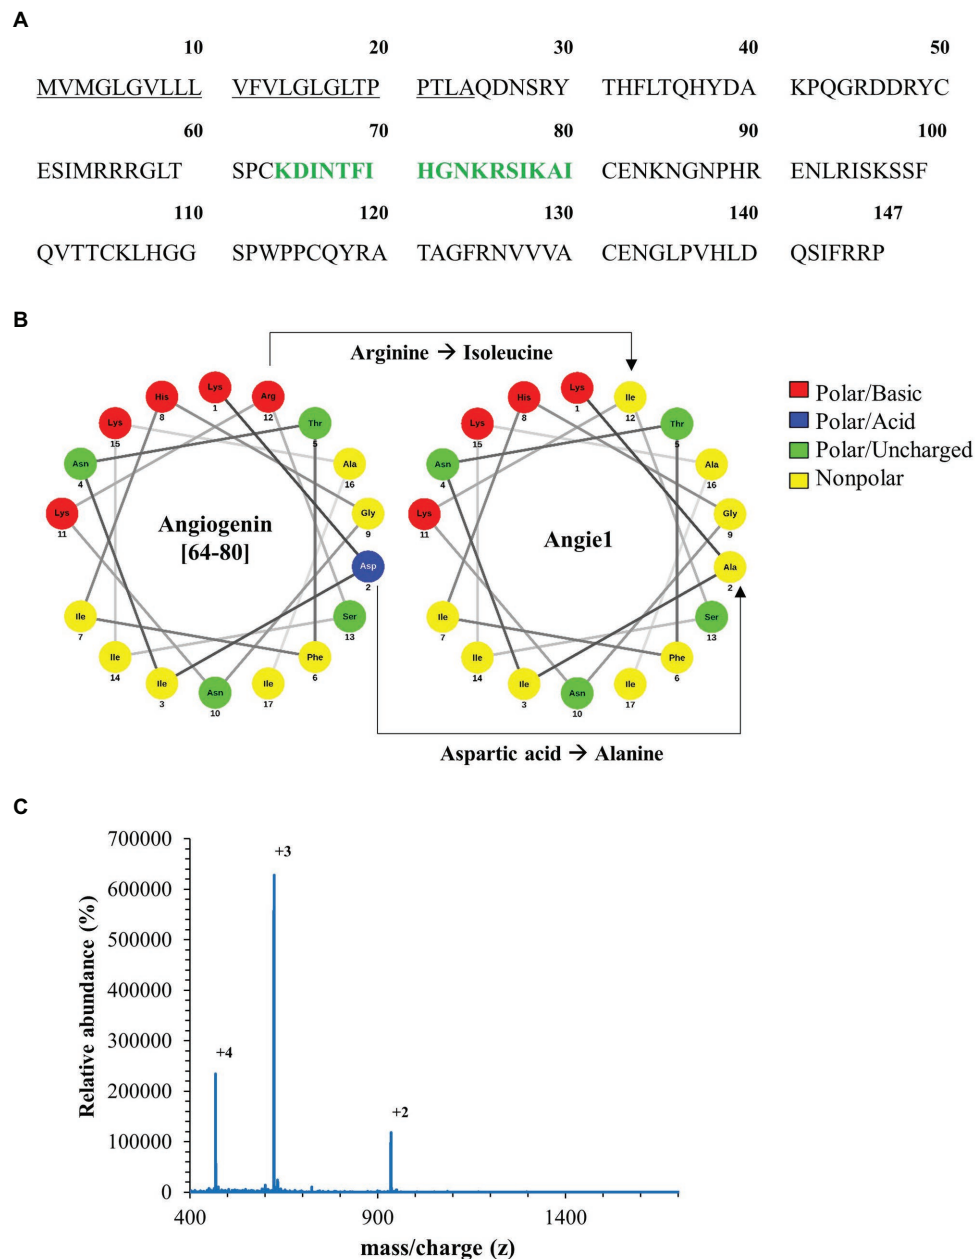 A
10 20 30 40 50
MVMGLGVLLL VFVLGLGLTP PTLAQDNSRY THFLTQHYDA KPQGRDDRYC
60 70 80 90 100
ESIMRRRGLT SPCKDINTFI HGNKRSIKAI CENKNGNPHR ENLRISKSSF
110 120 130 140 147
QVTTCKLHGG SPWPPCQYRA TAGFRNVVVA CENGLPVHLD QSIFRRP
B
Arginine → Isoleucine
Lys
1
Arg
12
Thr
5
Ala
16
Gly
9
Asp
2
Ser
13
Phe
6
Ile
17
Asn
10
Ile
3
Ile
14
Ile
7
Lys
11
Asn
4
Lys
15
His
8
Angiogenin
[64-80]
Lys
1
Ile
12
Thr
5
Ala
16
Gly
9
Ala
2
Ser
13
Phe
6
Ile
17
Asn
10
Ile
3
Ile
14
Ile
7
Lys
11
Asn
4
Lys
15
His
8
Angie1
Polar/Basic
Polar/Acid
Polar/Uncharged
Nonpolar
Aspartic acid → Alanine
C
Relative abundance (%)
700000
600000
500000
400000
300000
200000
100000
0
+4
+3
+2
400 900 1400
mass/charge (z)